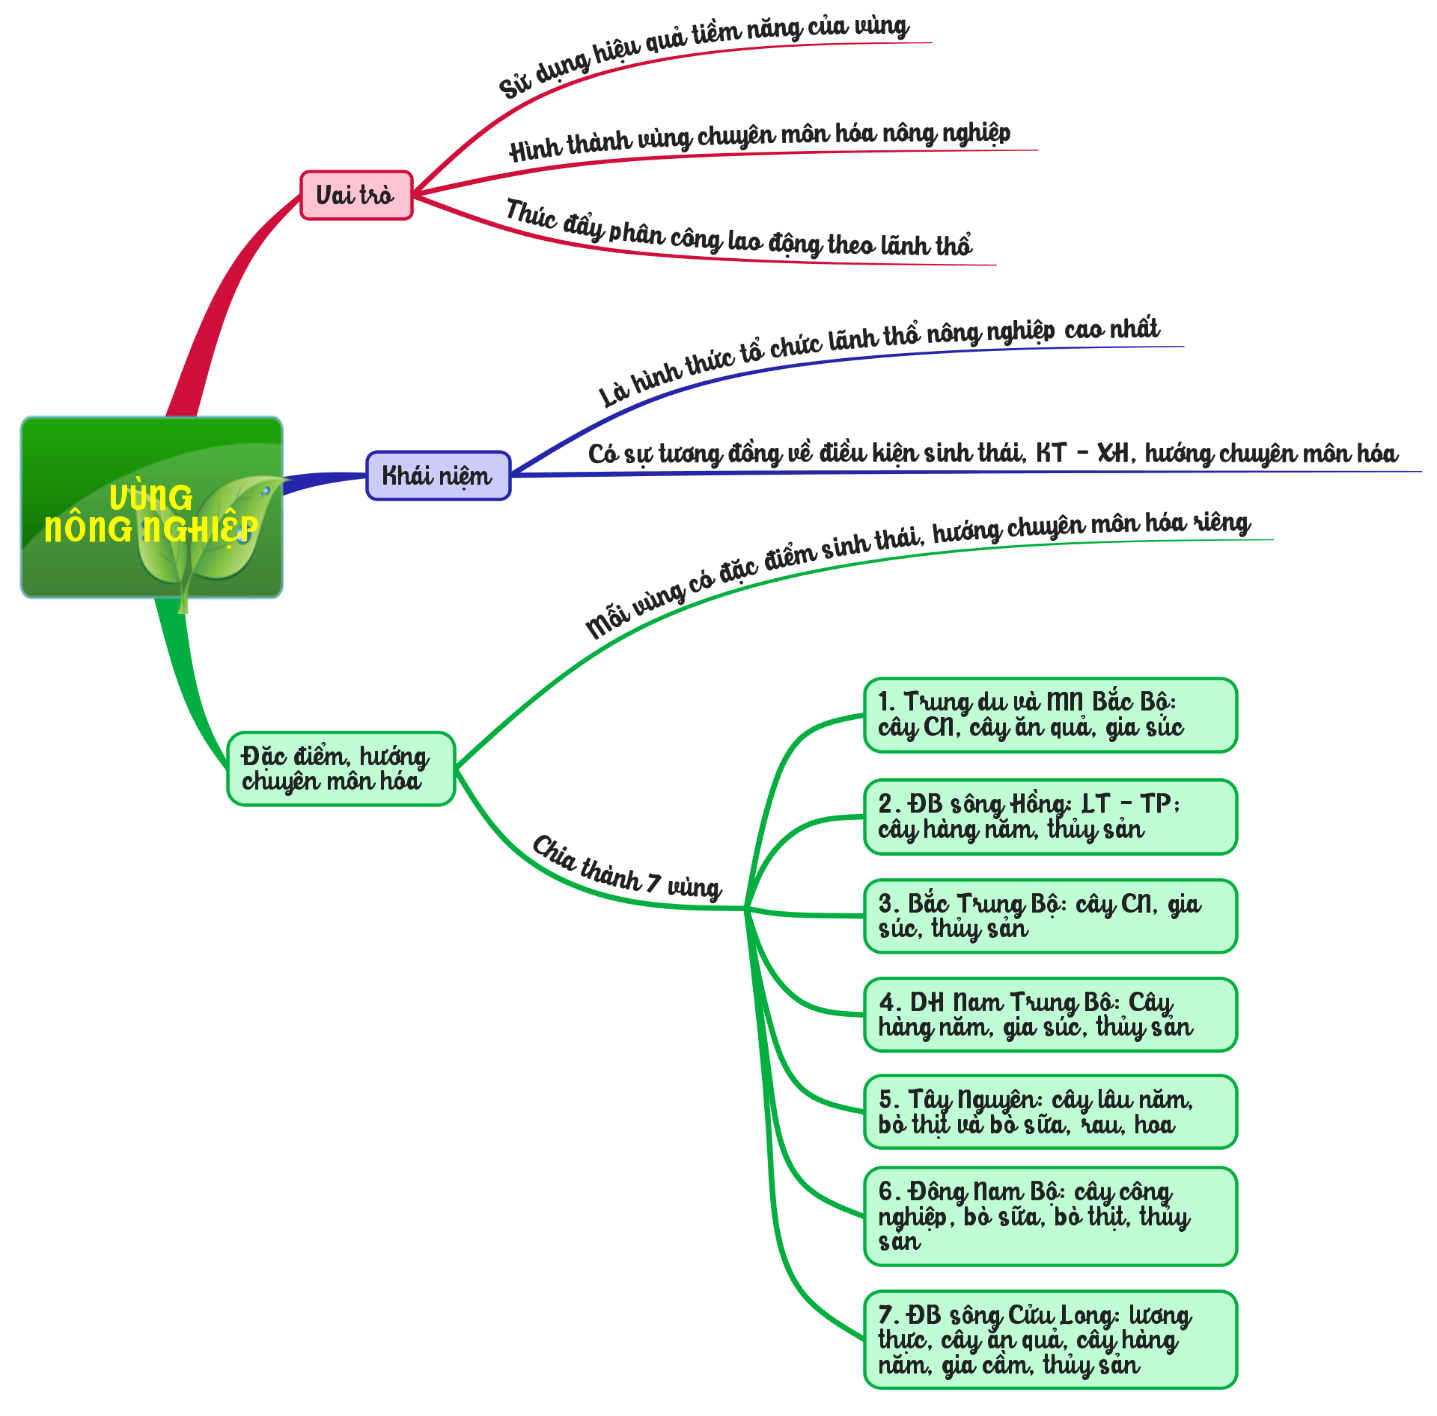 Sử dụng hiệu quả tiềm năng của vùng
Hình thành vùng chuyên môn hóa nông nghiệp
Vai trò
Thúc đẩy phân công lao động theo lãnh thổ
Là hình thức tổ chức lãnh thổ nông nghiệp cao nhất
Khái niệm
Có sự tương đồng về điều kiện sinh thái, KT - XH, hướng chuyên môn hóa
VÙNG
NÔNG NGHIỆP
Mỗi vùng có đặc điểm sinh thái, hướng chuyên môn hóa riêng
Đặc điểm, hướng
chuyên môn hóa
Chia thành 7 vùng
1. Trung du và MN Bắc Bộ:
cây CN, cây ăn quả, gia súc
2. ĐB sông Hồng: LT - TP;
cây hàng năm, thủy sản
3. Bắc Trung Bộ: cây CN, gia
súc, thủy sản
4. DH Nam Trung Bộ: Cây
hàng năm, gia súc, thủy sản
5. Tây Nguyên: cây lâu năm,
bò thịt và bò sữa, rau, hoa
6. Đông Nam Bộ: cây công
nghiệp, bò sữa, bò thịt, thủy
sản
7. ĐB sông Cửu Long: lương
thực, cây ăn quả, cây hàng
năm, gia cầm, thủy sản